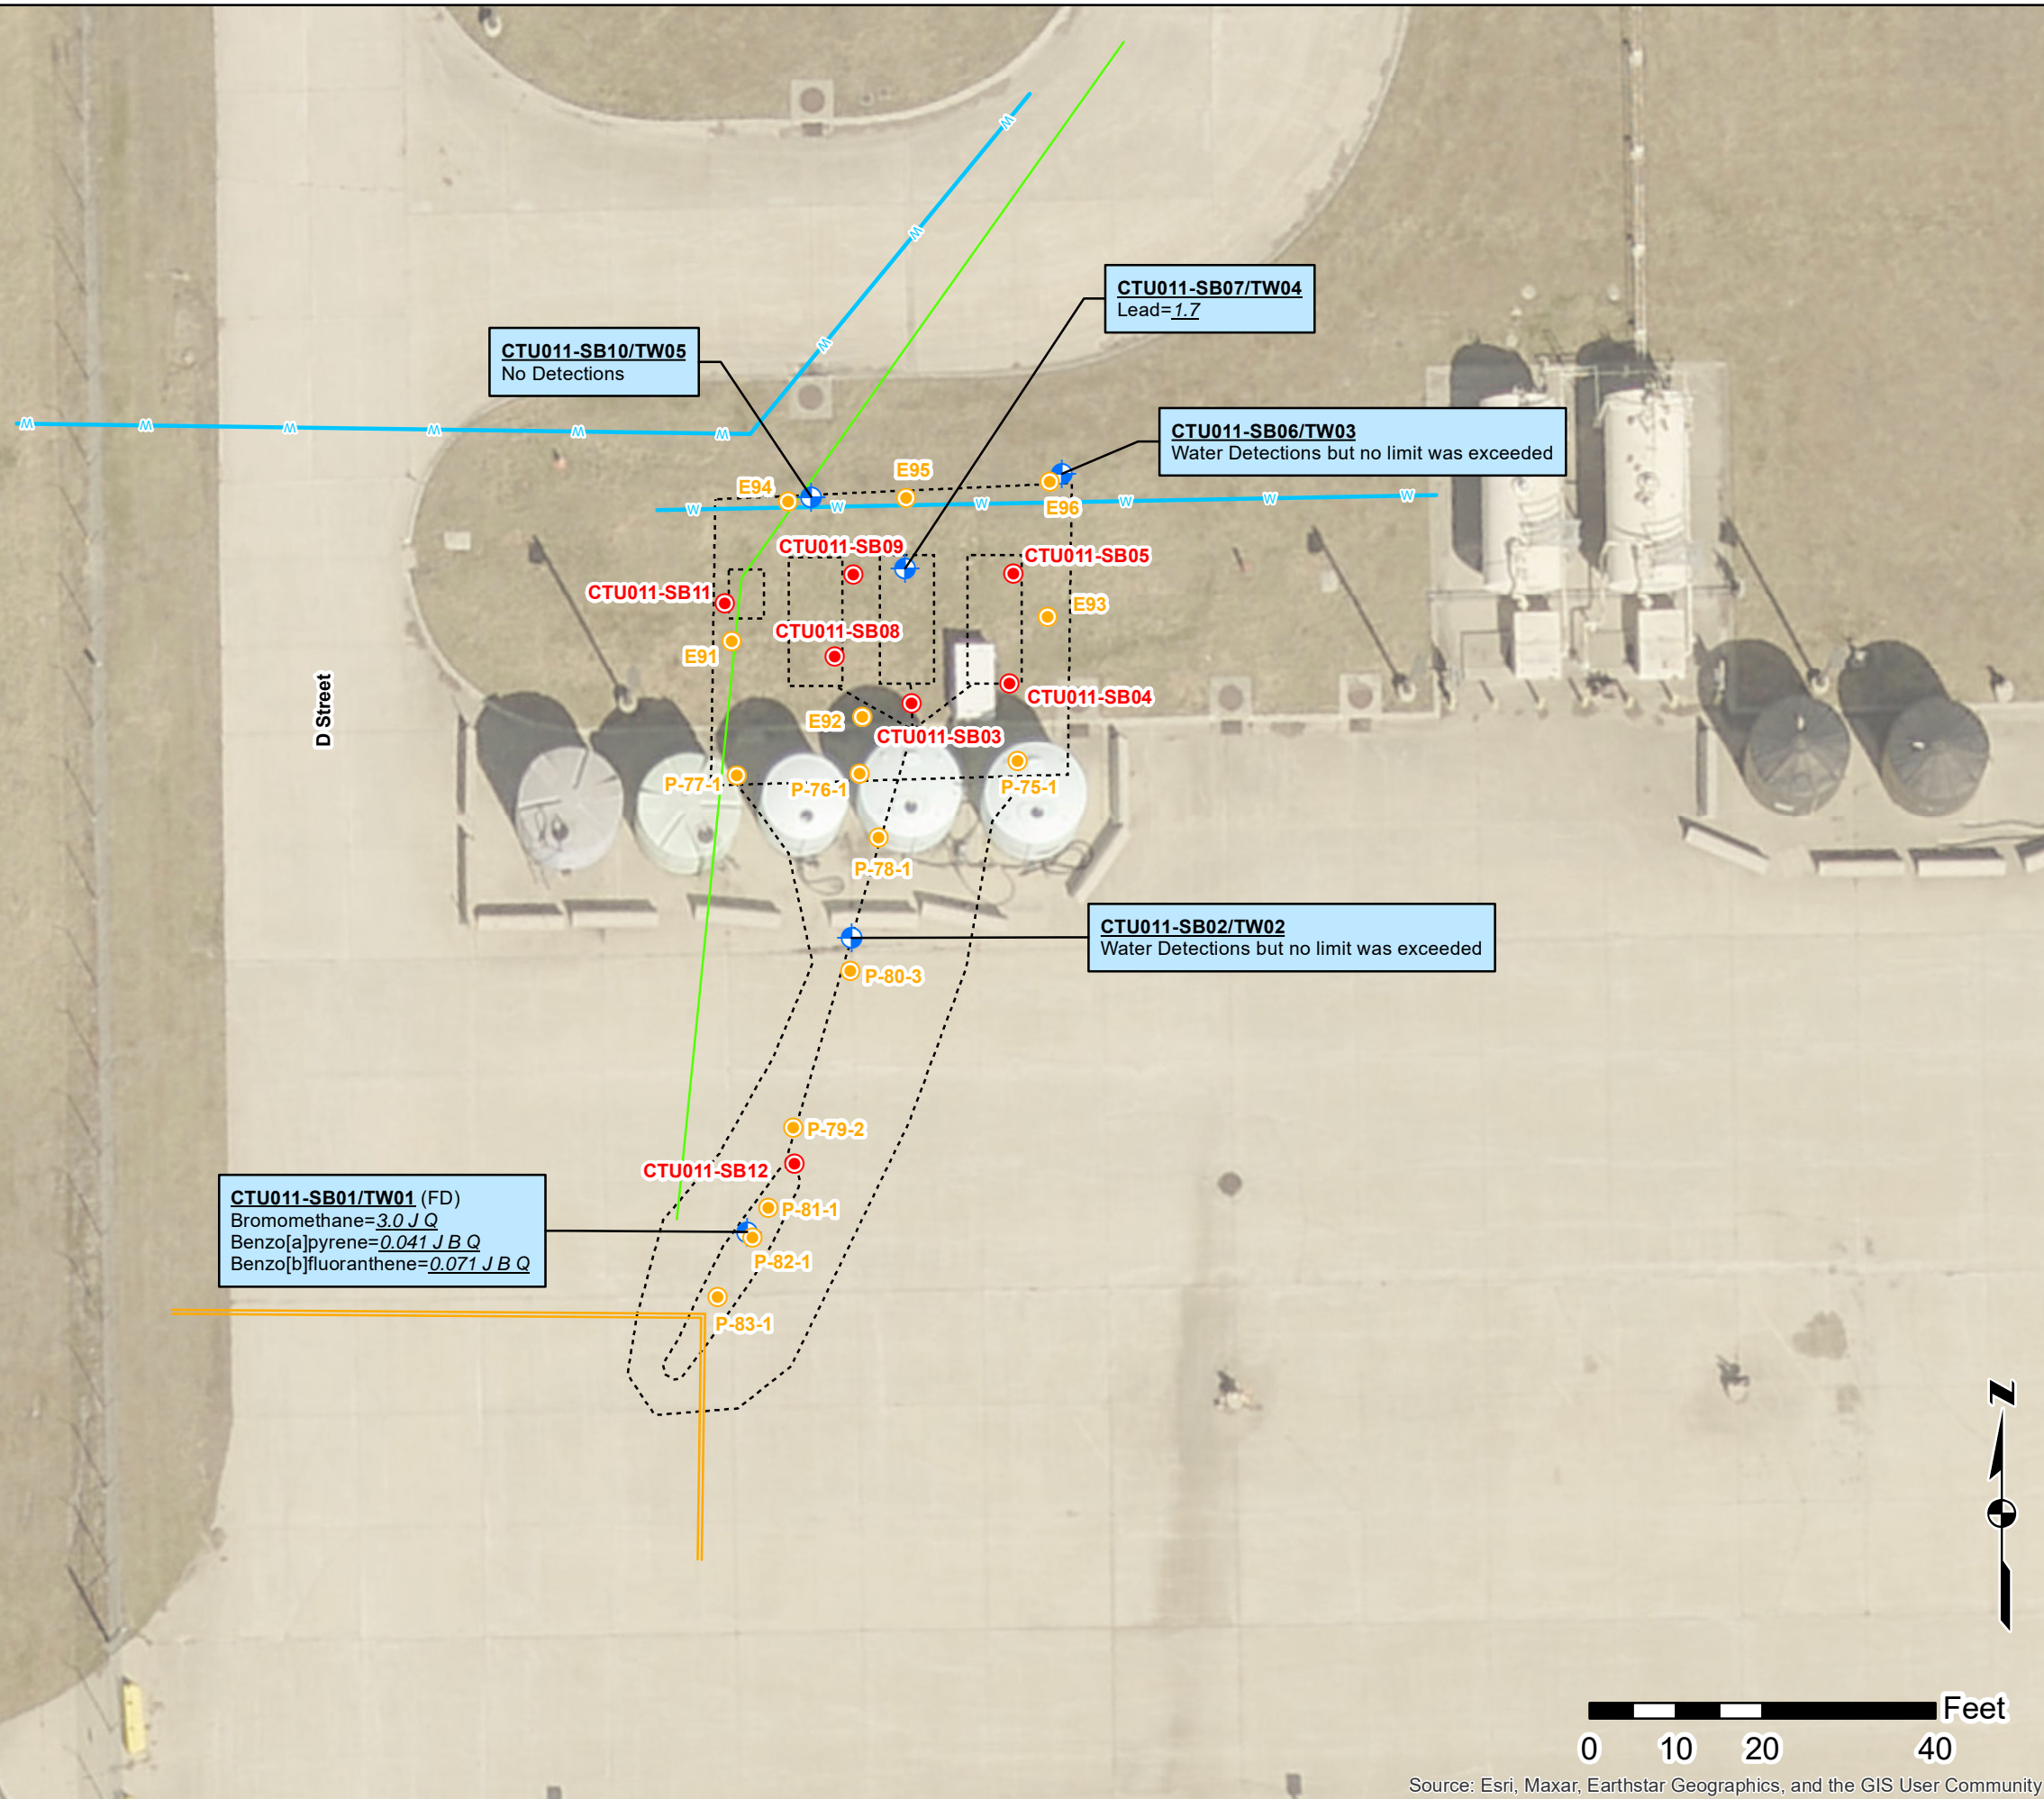 W
W
W
CTU011-SB07/TW04
Lead=1.7
CTU011-SB10/TW05
No Detections
W
W
W
W
W
W
CTU011-SB06/TW03
Water Detections but no limit was exceeded
E94
E95
E96
W
W
W
W
W
W
CTU011-SB09
CTU011-SB05
CTU011-SB11
E93
CTU011-SB08
E91
CTU011-SB04
D Street
E92
CTU011-SB03
P-77-1
P-76-1
P-75-1
P-78-1
CTU011-SB02/TW02
Water Detections but no limit was exceeded
P-80-3
P-79-2
CTU011-SB12
CTU011-SB01/TW01 (FD)
Bromomethane=3.0 J Q
Benzo[a]pyrene=0.041 J B Q
Benzo[b]fluoranthene=0.071 J B Q
P-81-1
P-82-1
P-83-1
N
Feet
0 10 20 40
Source: Esri, Maxar, Earthstar Geographics, and the GIS User Community